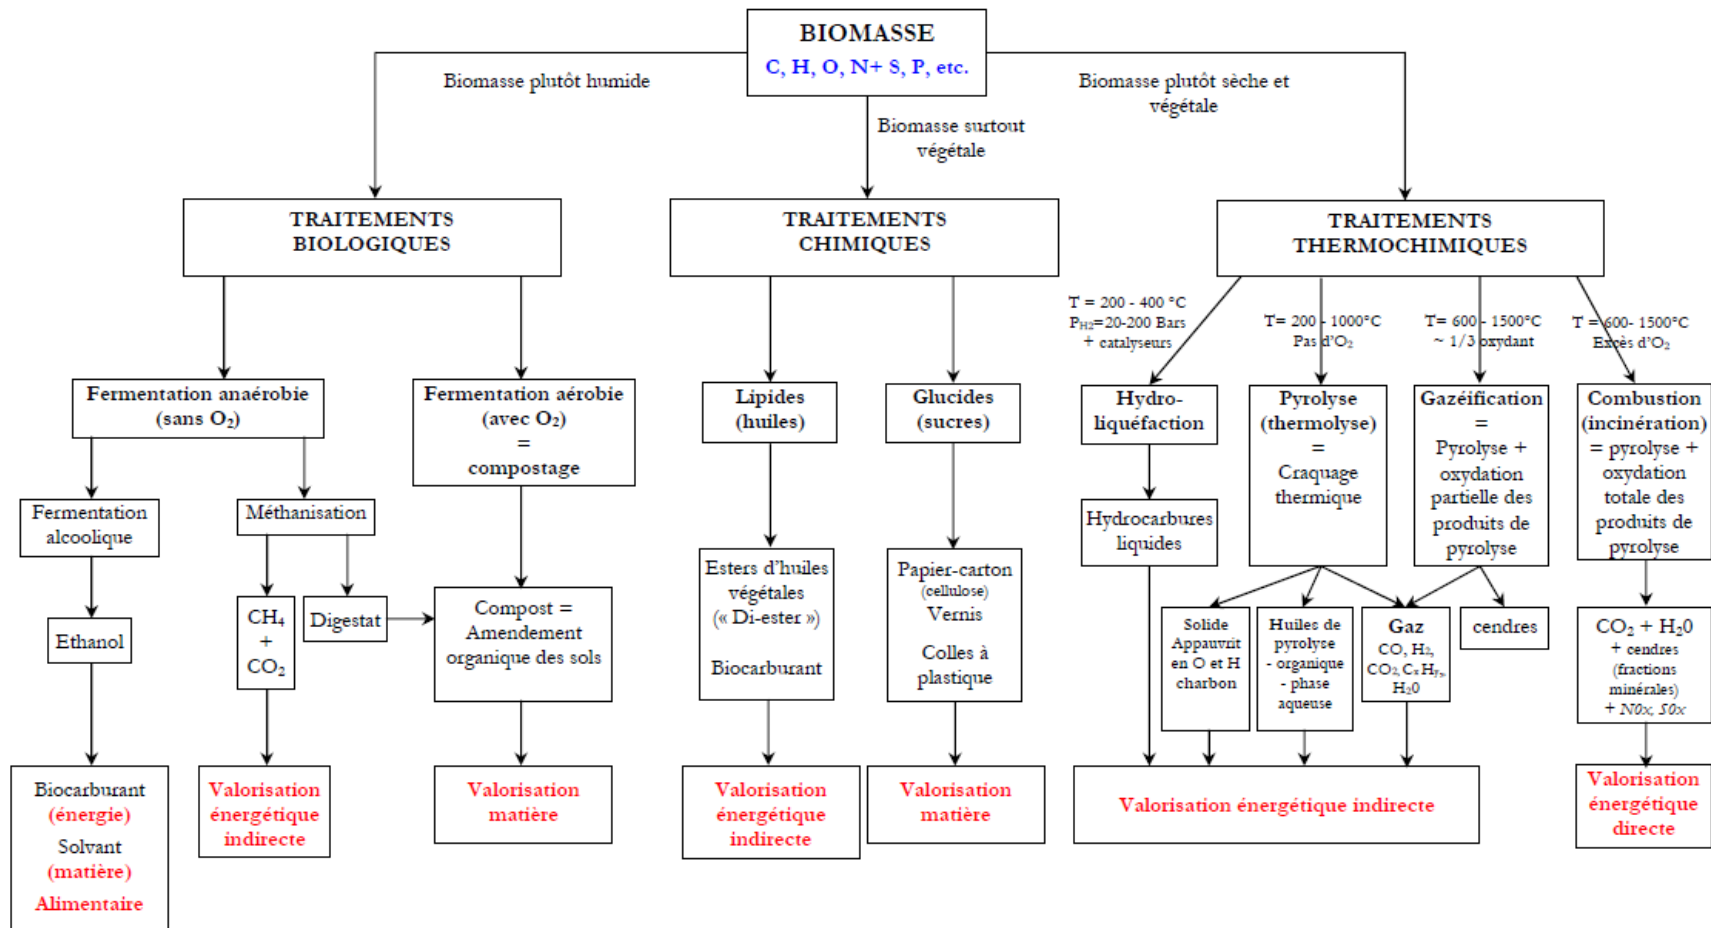 BIOMASSE
C, H, O, N+ S, P, etc.
Biomasse plutôt humide
Biomasse surtout
végétale
Biomasse plutôt sèche et
végétale
TRAITEMENTS
BIOLOGIQUES
TRAITEMENTS
CHIMIQUES
TRAITEMENTS
THERMOCHIMIQUES
T = 200 - 400 °C
P_H2=20-200 Bars
+ catalyseurs
T= 200 - 1000°C
Pas d'O₂
T= 600- 1500°C
~ 1/3 oxydant
T = 600- 1500°C
Excès d'O₂
Fermentation anaérobie
(sans O₂)
Fermentation aérobie
(avec O₂)
=
compostage
Lipides
(huiles)
Glucides
(sucres)
Hydro-
liquéfaction
Pyrolyse
(thermolyse)
=
Craquage
thermique
Gazéification
=
Pyrolyse +
oxydation
partielle des
produits de
pyrolyse
Combustion
(incinération)
= pyrolyse +
oxydation
totale des
produits de
pyrolyse
Fermentation
alcoolique
Méthanisation
Hydrocarbures
liquides
Ethanol
CH₄
+
CO₂
Digestat
Compost =
Amendement
organique des sols
Esters d'huiles
végétales
(« Di-ester »)
Biocarburant
Papier-carton
(cellulose)
Vernis
Colles à
plastique
Solide
Appauvrit
en O et H
charbon
Huiles de
pyrolyse
- organique
- phase
aqueuse
Gaz
CO, H₂,
CO₂, CₓHᵧ,
H₂0
cendres
CO₂ + H₂0
+ cendres
(fractions
minérales)
+ N0x, S0x
Biocarburant
(énergie)
Solvant
(matière)
Alimentaire
Valorisation
énergétique
indirecte
Valorisation
matière
Valorisation
énergétique
indirecte
Valorisation
matière
Valorisation énergétique indirecte
Valorisation
énergétique
directe